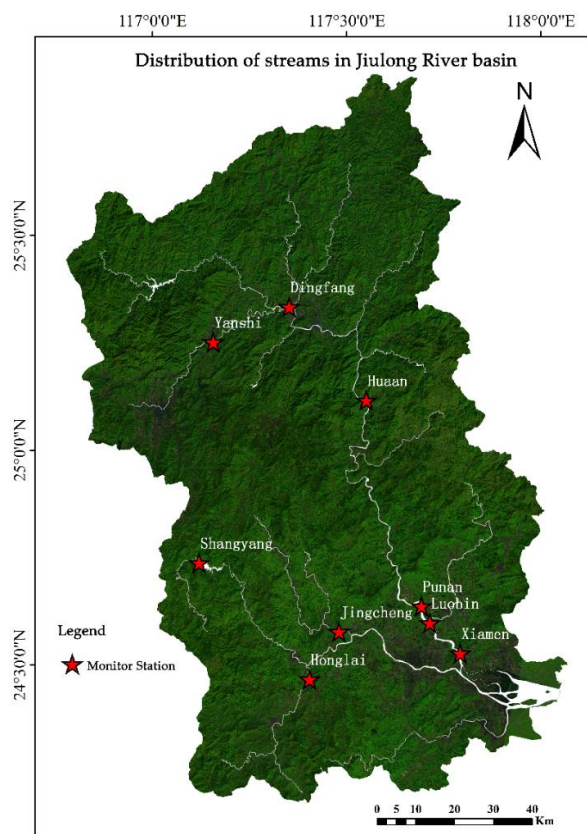 117°0'0"E
117°30'0"E
118°0'0"E
Distribution of streams in Jiulong River basin
N
25°30'0"N
Dingfang
Yanshi
Huaan
25°0'0"N
Shangyang
Punan
Luobin
Jingcheng
Xiamen
Legend
Honglai
Monitor Station
24°30'0"N
0 5 10 20 30 40
Km